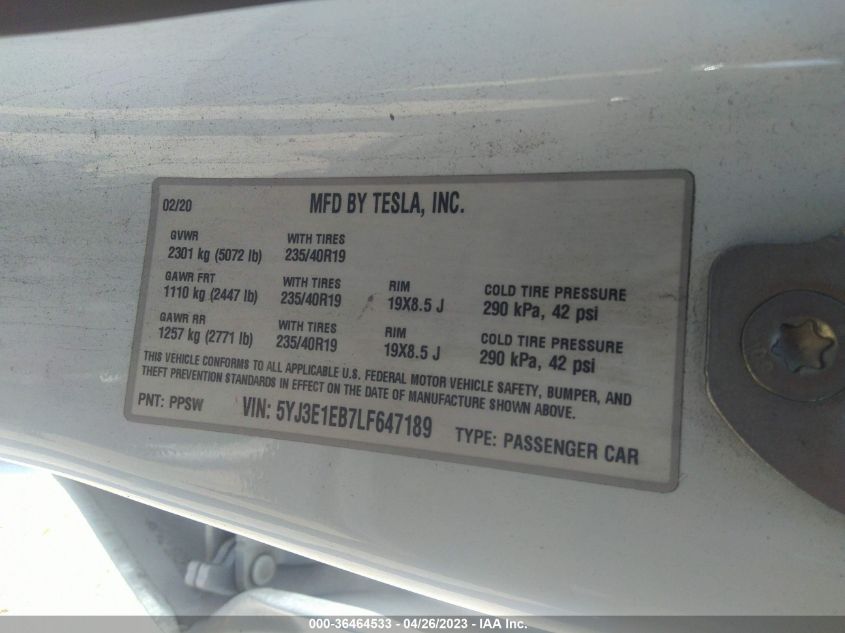 02/20 MFD BY TESLA, INC.
GVWR
2301 kg (5072 lb) WITH TIRES 235/40R19
GAWR FRT WITH TIRES RIM COLD TIRE PRESSURE
1110 kg (2447 lb) 235/40R19 19X8.5 J 290 kPa, 42 psi
GAWR RR WITH TIRES RIM COLD TIRE PRESSURE
1257 kg (2771 lb) 235/40R19 19X8.5 J 290 kPa, 42 psi
THIS VEHICLE CONFORMS TO ALL APPLICABLE U.S. FEDERAL MOTOR VEHICLE SAFETY, BUMPER, AND
THEFT PREVENTION STANDARDS IN EFFECT ON THE DATE OF MANUFACTURE SHOWN ABOVE.
PNT: PPSW VIN: 5YJ3E1EB7LF647189 TYPE: PASSENGER CAR
000-36464533 - 04/26/2023 - IAA Inc.